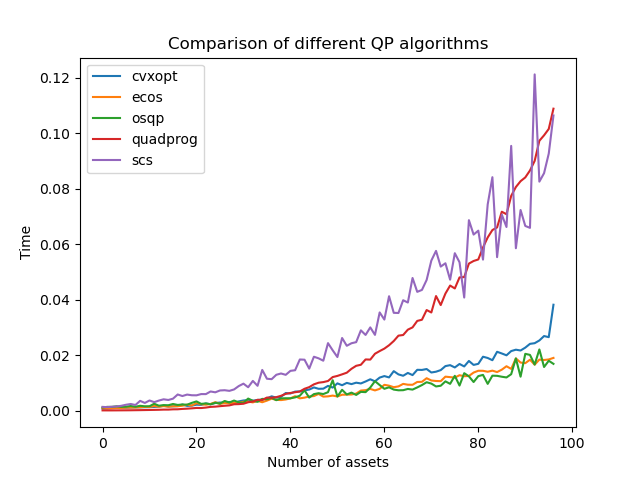 Comparison of different QP algorithms
cvxopt
ecos
osqp
quadprog
scs
Time
0.12
0.10
0.08
0.06
0.04
0.02
0.00
0 20 40 60 80 100
Number of assets